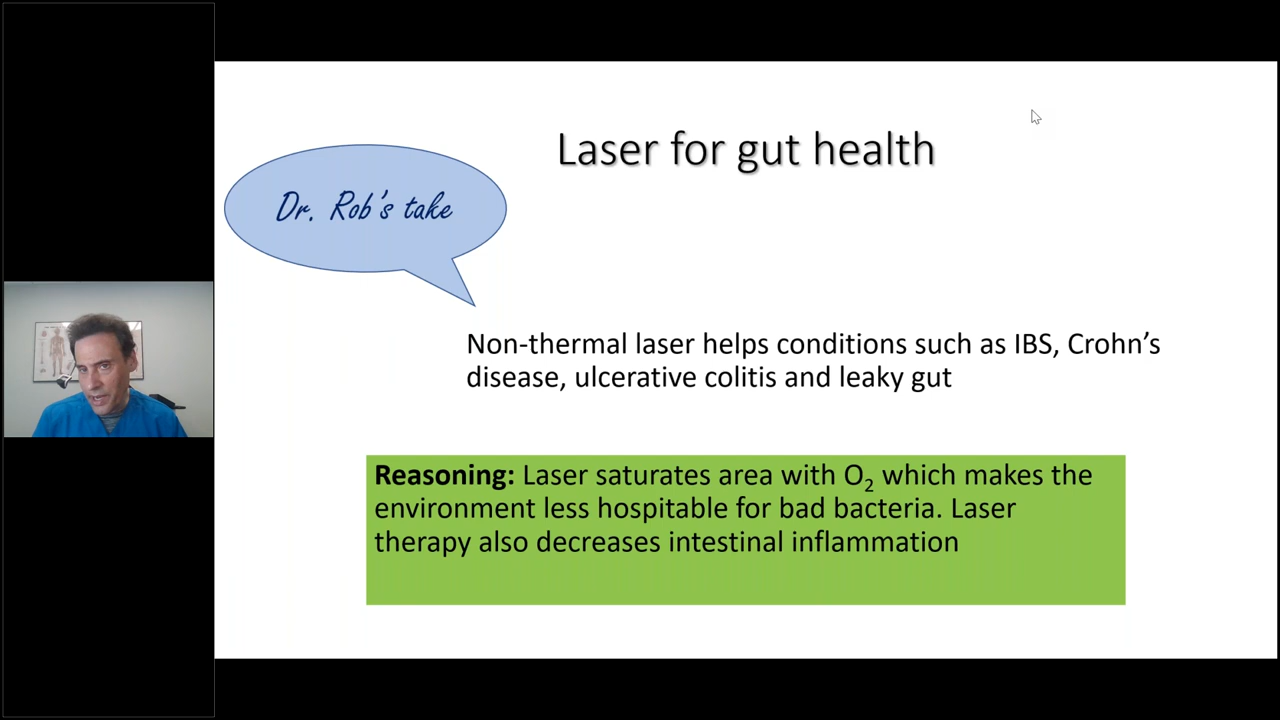 Laser for gut health
Dr. Rob's take
Non-thermal laser helps conditions such as IBS, Crohn’s
disease, ulcerative colitis and leaky gut
Reasoning: Laser saturates area with O₂ which makes the
environment less hospitable for bad bacteria. Laser
therapy also decreases intestinal inflammation